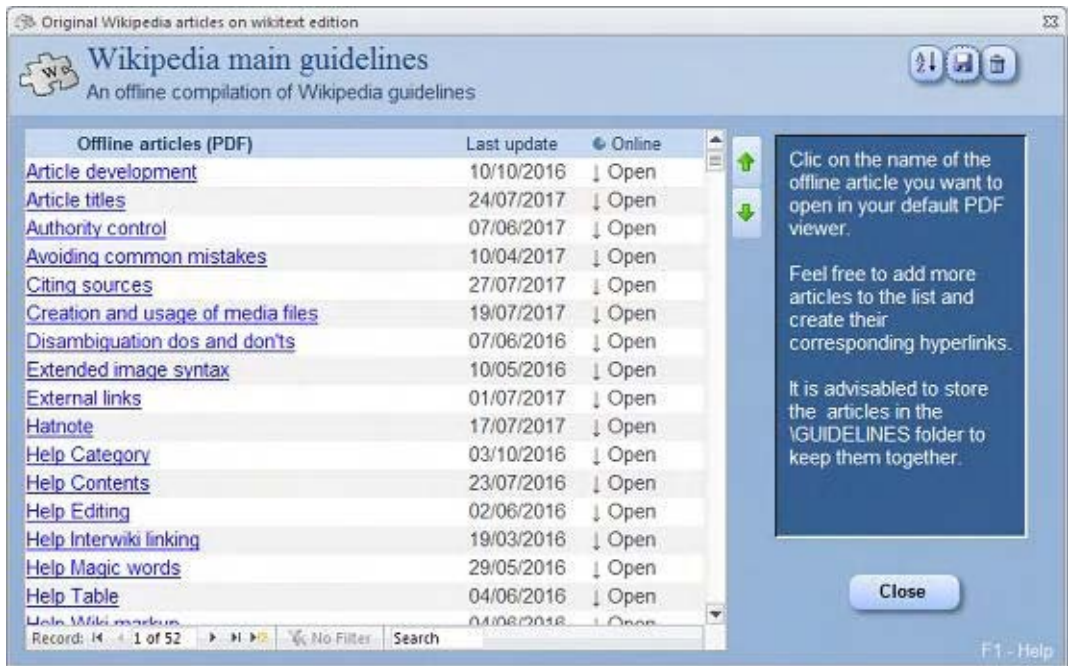 Original Wikipedia articles on wikitext edition
Wikipedia main guidelines
An offline compilation of Wikipedia guidelines
Offline articles (PDF) Last update Online
Article development 10/10/2016 Open
Article titles 24/07/2017 Open
Authority control 07/06/2017 Open
Avoiding common mistakes 10/04/2017 Open
Citing sources 27/07/2017 Open
Creation and usage of media files 19/07/2017 Open
Disambiguation dos and don'ts 07/06/2016 Open
Extended image syntax 10/05/2016 Open
External links 01/07/2017 Open
Hatnote 17/07/2017 Open
Help Category 03/10/2016 Open
Help Contents 23/07/2016 Open
Help Editing 02/06/2016 Open
Help Interwiki linking 19/03/2016 Open
Help Magic words 29/05/2016 Open
Help Table 04/06/2016 Open
Help Wiki markup 04/06/2016 Open
Record: 1 of 52 No Filter Search
Clic on the name of the
offline article you want to
open in your default PDF
viewer.
Feel free to add more
articles to the list and
create their
corresponding hyperlinks.
It is advisabled to store
the articles in the
\GUIDELINES folder to
keep them together.
Close
F1 - Help